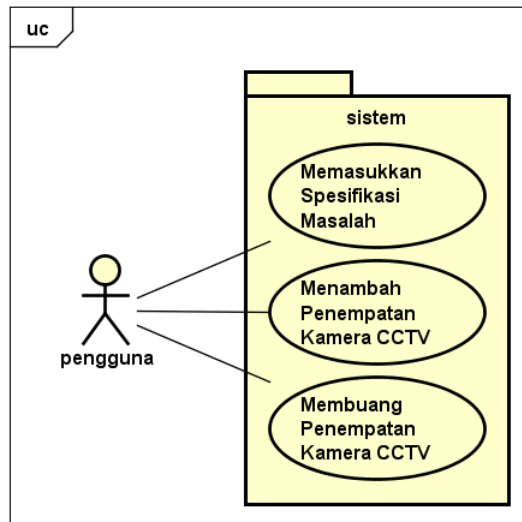 uc
sistem
Memasukkan
Spesifikasi
Masalah
Menambah
Penempatan
Kamera CCTV
pengguna
Membuang
Penempatan
Kamera CCTV